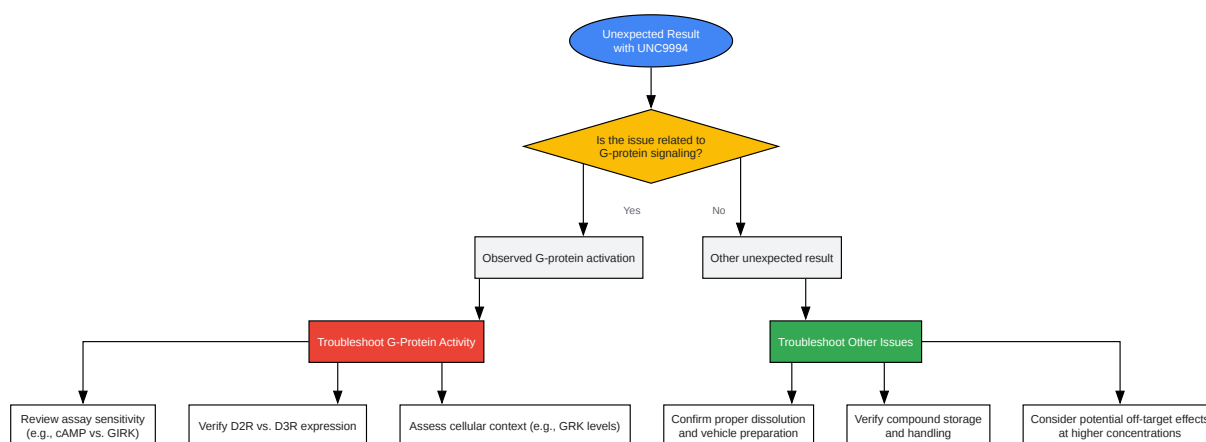 Unexpected Result
with UNC9994
Is the issue related to
G-protein signaling?
Yes
No
Observed G-protein activation
Other unexpected result
Troubleshoot G-Protein Activity
Troubleshoot Other Issues
Review assay sensitivity
(e.g., cAMP vs. GIRK)
Verify D2R vs. D3R expression
Assess cellular context (e.g., GRK levels)
Confirm proper dissolution
and vehicle preparation
Verify compound storage
and handling
Consider potential off-target effects
at higher concentrations